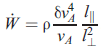 Ẇ = ρ δv_A^4 / v_A · l_∥ / l_⊥^2